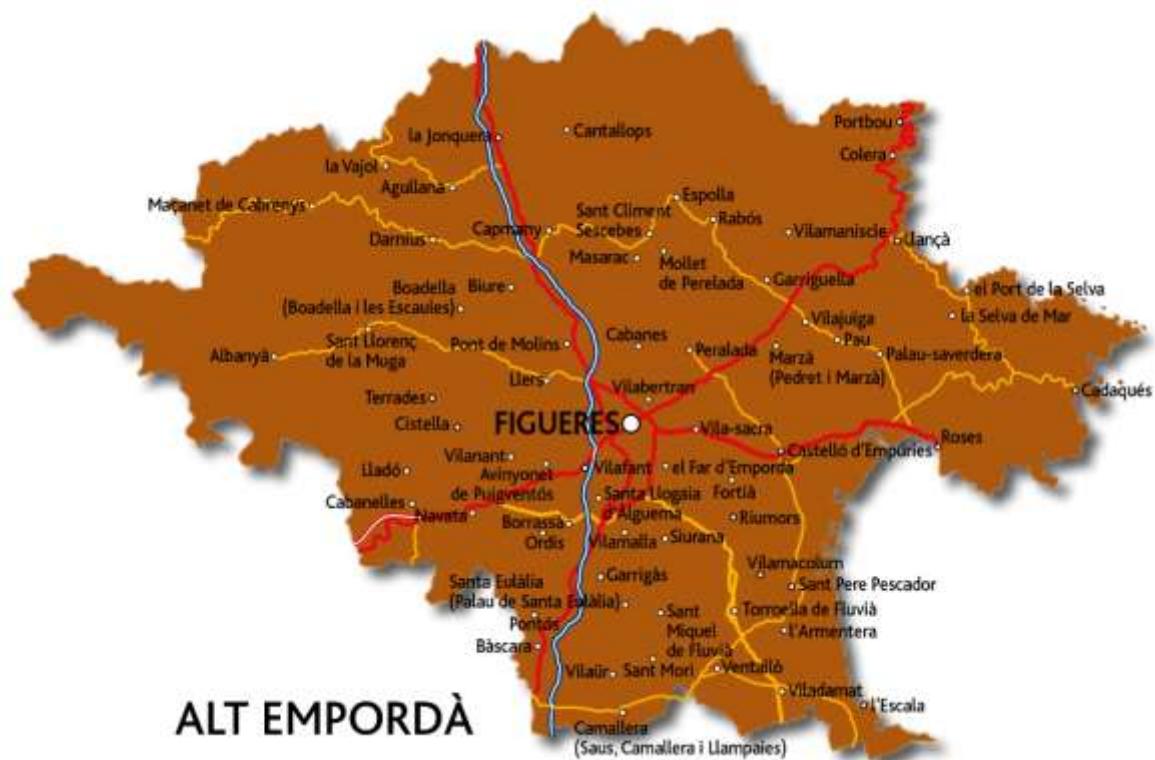 Portbou
la Jonquera
Cantallops
Colera
la Vajol
Agullana
Espolla
Maçanet de Cabrenys
Sant Climent
Sescebes
Rabós
Capmany
Vilamaniscle
Darnius
Llançà
Masarac
Mollet
de Perelada
Garriguella
Boadella
(Boadella i les Escaules)
Biure
el Port de la Selva
la Selva de Mar
Vilajuiga
Cabanes
Pau
Sant Llorenç
de la Muga
Pont de Molins
Peralada
Marzà
(Pedret i Marzà)
Palau-saverdera
Albanyà
Llers
Vilabertran
Cadaqués
Terrades
Cistella
FIGUERES
Vila-sacra
Roses
Castelló d'Empúries
Vilanant
Avinyonet
de Puigventós
Vilafant
el Far d'Emporda
Lladó
Fortià
Cabanelles
Santa Llogaia
d'Alguema
Navata
Borrassà
Riumors
Ordis
Vilamalla
Siurana
Vilamacolum
Garrigàs
Santa Eulàlia
(Palau de Santa Eulàlia)
Sant Pere Pescador
Pontós
Sant
Miquel
de Fluvià
Torroella de Fluvià
l'Armentera
Bàscara
Vilaür
Sant Mori
Ventalló
Viladamat
l'Escala
ALT EMPORDÀ
Camallera
(Saus, Camallera i Llampaies)